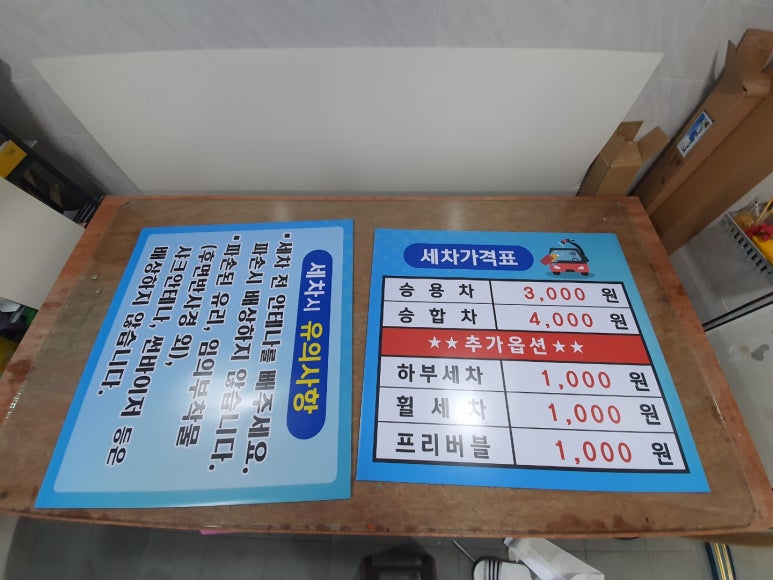 세차시 유의사항
▪ 세차 전 안테나를 빼주세요.
파손시 배상하지 않습니다.
▪ 파손된 유리, 임의부착물
(후면반사경 외),
샤크안테나, 썬바이저 등은
배상하지 않습니다.
세차가격표
승용차 3,000 원
승합차 4,000 원
★★추가옵션★★
하부세차 1,000 원
휠세차 1,000 원
프리버블 1,000 원